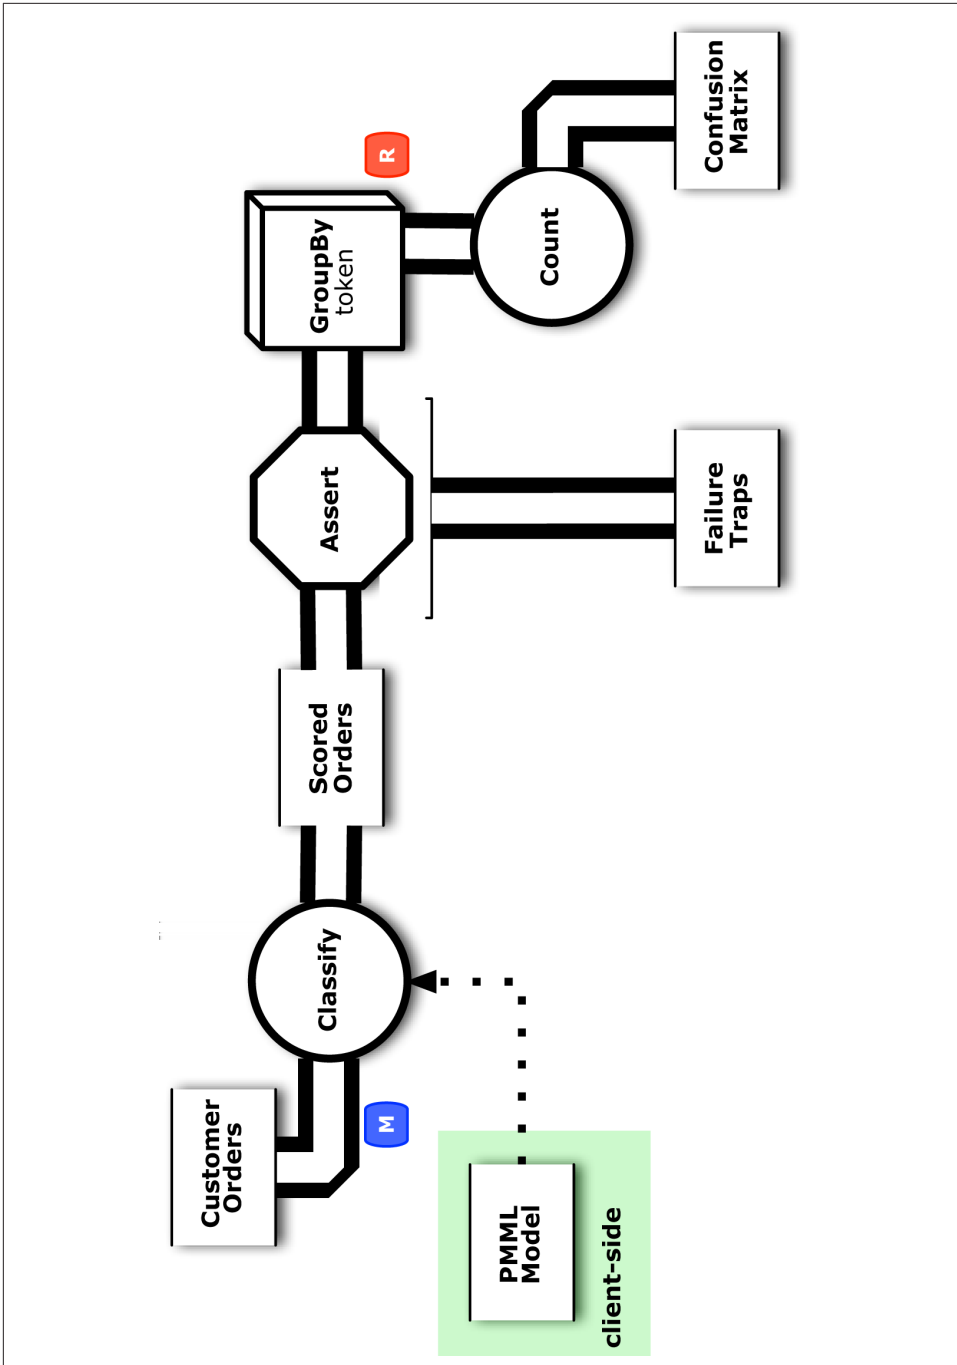 Customer
Orders
M
Classify
PMML
Model
client-side
Scored
Orders
Assert
Failure
Traps
GroupBy
token
R
Count
Confusion
Matrix